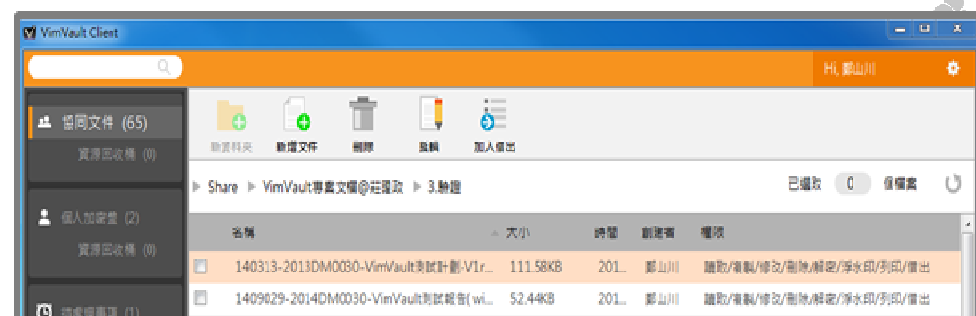 VimVault Client
Hi, 鄭山川
協同文件 (65)
資源回收桶 (0)
個人加密盤 (2)
資源回收桶 (0)
待處理事項 (1)
新資料夾 新增文件 刪除 編輯 加入借出
Share VimVault專案文檔@莊躍政 3.驗證
已選取 0 個檔案
名稱 大小 時間 創建者 權限
140313-2013DM0030-VimVault測試計劃-V1r... 111.58KB 201... 鄭山川 讀取/複製/修改/刪除/解密/浮水印/列印/借出
1409029-2014DM0030-VimVault測試報告(wi... 52.44KB 201... 鄭山川 讀取/複製/修改/刪除/解密/浮水印/列印/借出